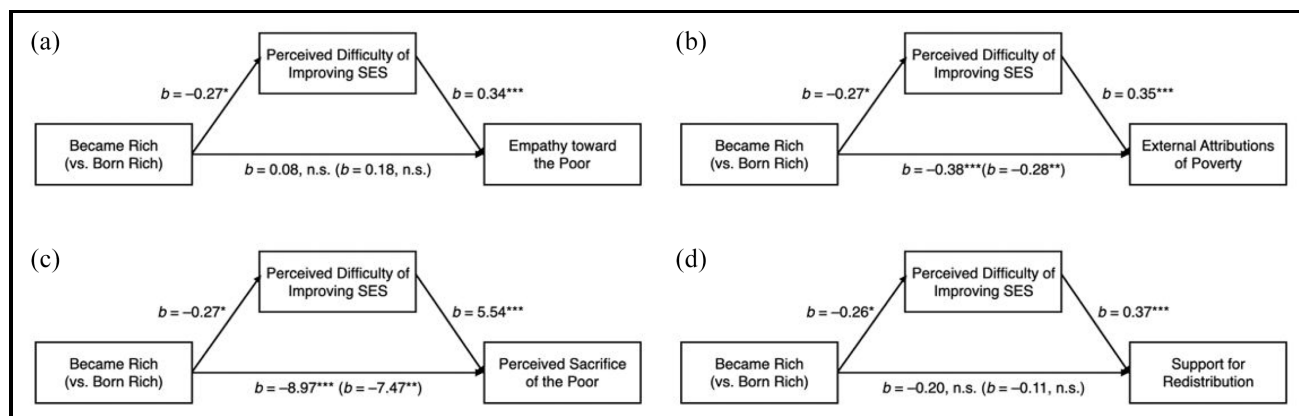 (a)
Perceived Difficulty of
Improving SES
b = –0.27*
b = 0.34***
Became Rich
(vs. Born Rich)
Empathy toward
the Poor
b = 0.08, n.s. (b = 0.18, n.s.)
(b)
Perceived Difficulty of
Improving SES
b = –0.27*
b = 0.35***
Became Rich
(vs. Born Rich)
External Attributions
of Poverty
b = –0.38***(b = –0.28**)
(c)
Perceived Difficulty of
Improving SES
b = –0.27*
b = 5.54***
Became Rich
(vs. Born Rich)
Perceived Sacrifice
of the Poor
b = –8.97*** (b = –7.47**)
(d)
Perceived Difficulty of
Improving SES
b = –0.26*
b = 0.37***
Became Rich
(vs. Born Rich)
Support for
Redistribution
b = –0.20, n.s. (b = –0.11, n.s.)